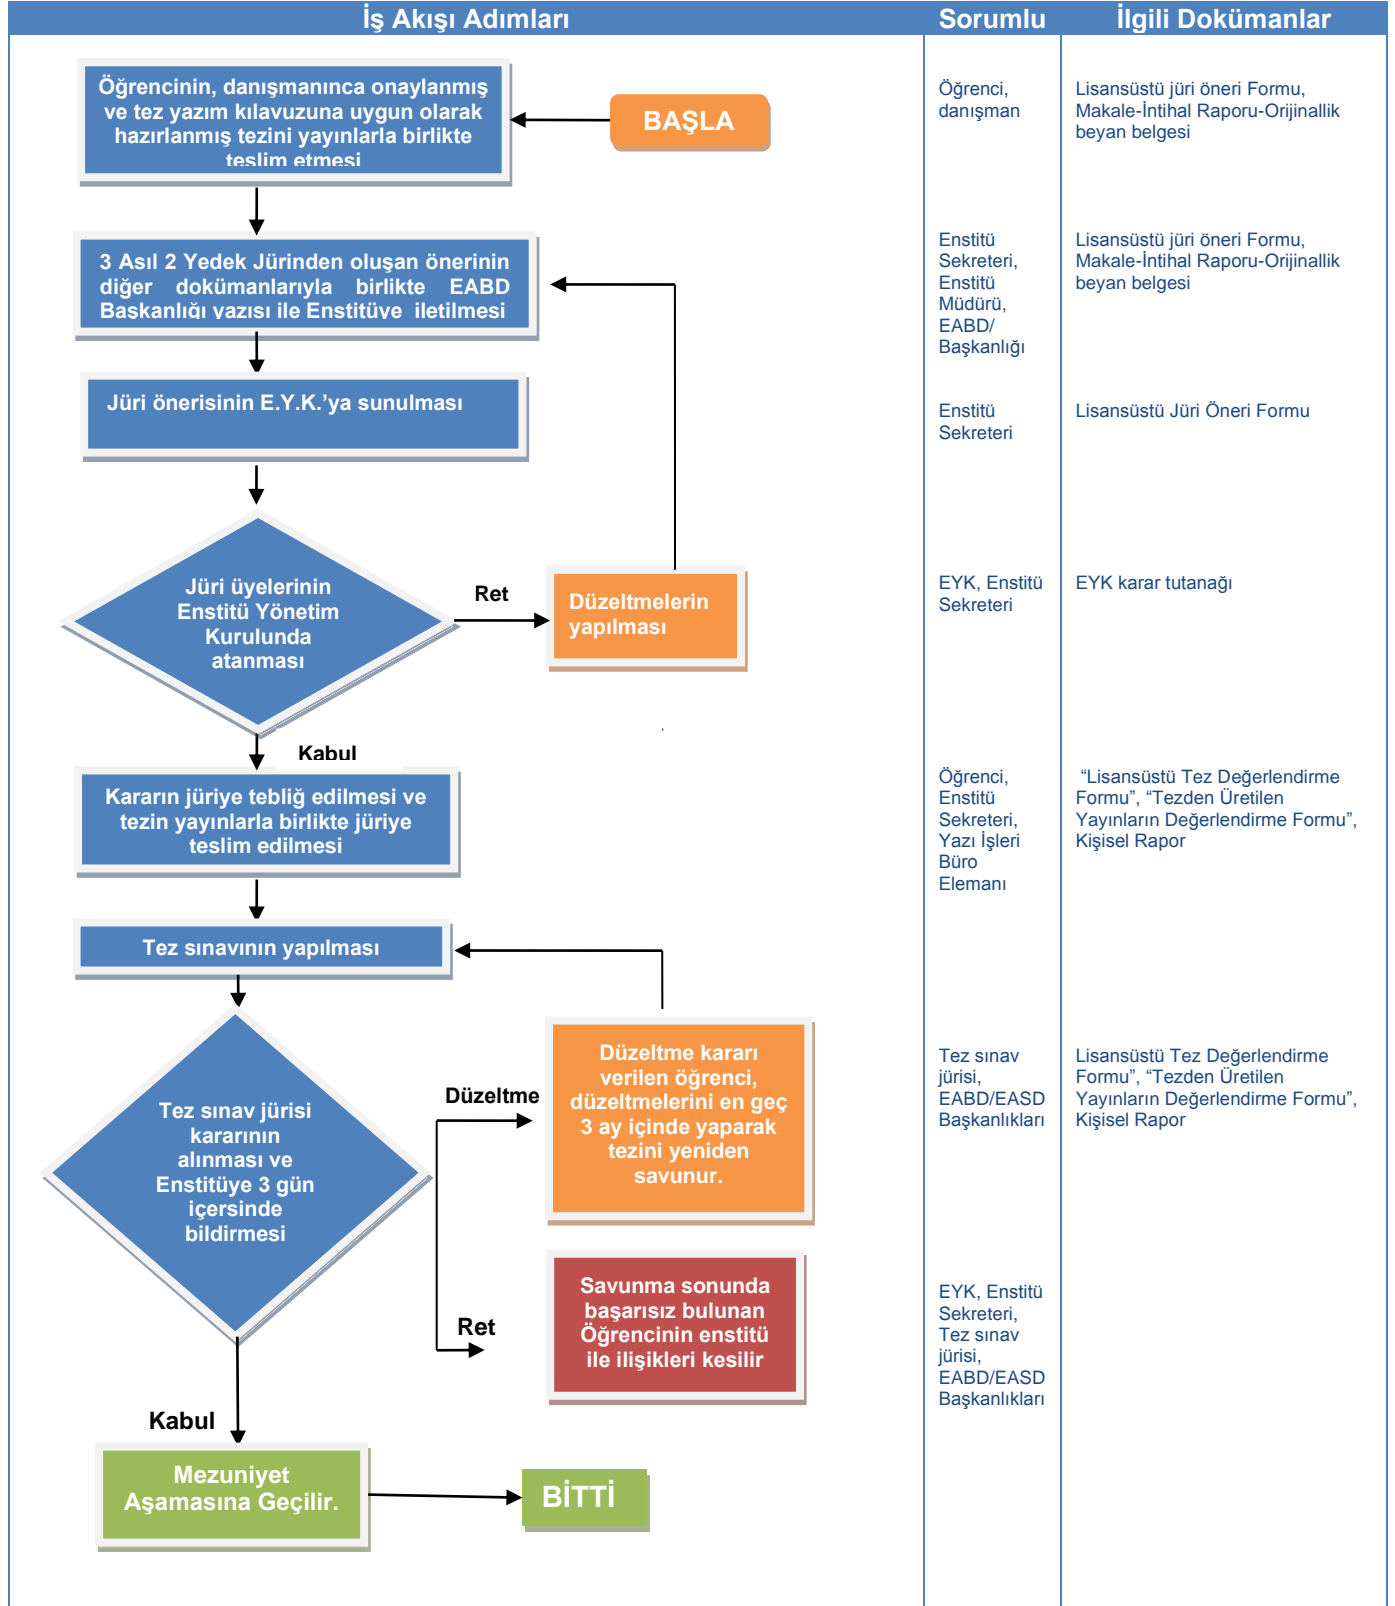 İş Akışı Adımları
Sorumlu
İlgili Dokümanlar
Öğrencinin, danışmanınca onaylanmış
ve tez yazım kılavuzuna uygun olarak
hazırlanmış tezini yayınlarla birlikte
teslim etmesi
BAŞLA
Öğrenci,
danışman
Lisansüstü jüri öneri Formu,
Makale-İntihal Raporu-Orijinallik
beyan belgesi
3 Asıl 2 Yedek Jürinden oluşan önerinin
diğer dokümanlarıyla birlikte EABD
Başkanlığı yazısı ile Enstitüye iletilmesi
Enstitü
Sekreteri,
Enstitü
Müdürü,
EABD/
Başkanlığı
Lisansüstü jüri öneri Formu,
Makale-İntihal Raporu-Orijinallik
beyan belgesi
Jüri önerisinin E.Y.K.’ya sunulması
Enstitü
Sekreteri
Lisansüstü Jüri Öneri Formu
Jüri üyelerinin
Enstitü Yönetim
Kurulunda
atanması
Ret
Düzeltmelerin
yapılması
EYK, Enstitü
Sekreteri
EYK karar tutanağı
Kabul
Kararın jüriye tebliğ edilmesi ve
tezin yayınlarla birlikte jüriye
teslim edilmesi
Öğrenci,
Enstitü
Sekreteri,
Yazı İşleri
Büro
Elemanı
“Lisansüstü Tez Değerlendirme
Formu”, “Tezden Üretilen
Yayınların Değerlendirme Formu”,
Kişisel Rapor
Tez sınavının yapılması
Tez sınav jürisi
kararının
alınması ve
Enstitüye 3 gün
içersinde
bildirmesi
Düzeltme
Düzeltme kararı
verilen öğrenci,
düzeltmelerini en geç
3 ay içinde yaparak
tezini yeniden
savunur.
Tez sınav
jürisi,
EABD/EASD
Başkanlıkları
Lisansüstü Tez Değerlendirme
Formu”, “Tezden Üretilen
Yayınların Değerlendirme Formu”,
Kişisel Rapor
Ret
Savunma sonunda
başarısız bulunan
Öğrencinin enstitü
ile ilişikleri kesilir
EYK, Enstitü
Sekreteri,
Tez sınav
jürisi,
EABD/EASD
Başkanlıkları
Kabul
Mezuniyet
Aşamasına Geçilir.
BİTTİ